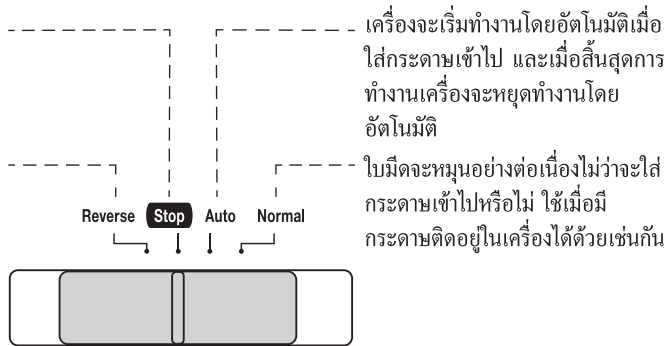 เครื่องจะเริ่มทำงานโดยอัตโนมัติเมื่อ
ใส่กระดาษเข้าไป และเมื่อสิ้นสุดการ
ทำงานเครื่องจะหยุดทำงานโดย
อัตโนมัติ
ใบมีดจะหมุนอย่างต่อเนื่องไม่ว่าจะใส่
กระดาษเข้าไปหรือไม่ ใช้เมื่อมี
กระดาษติดอยู่ในเครื่องได้ด้วยเช่นกัน
Reverse Stop Auto Normal